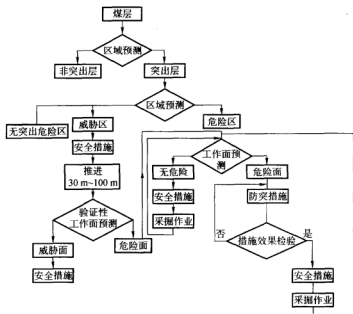 煤层
区域预测
非突出层
突出层
区域预测
无突出危险区
威胁区
危险区
安全措施
推进
30 m~100 m
工作面预测
无危险
危险面
验证性
工作面预测
安全措施
防突措施
采掘作业
威胁面
危险面
否
措施效果检验
是
安全措施
安全措施
采掘作业